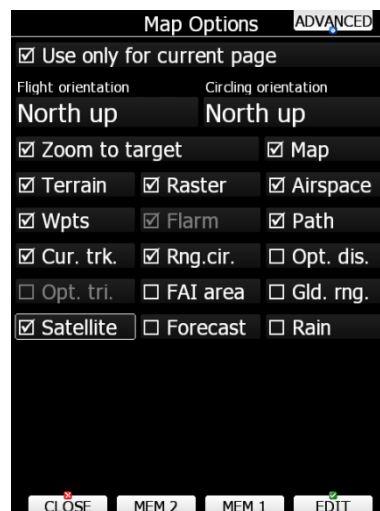 Map Options ADVANCED
Use only for current page
Flight orientation Circling orientation
North up North up
Zoom to target Map
Terrain Raster Airspace
Wpts Flarm Path
Cur. trk. Rng.cir. Opt. dis.
Opt. tri. FAI area Gld. rng.
Satellite Forecast Rain
CLOSE MEM 2 MEM 1 EDIT